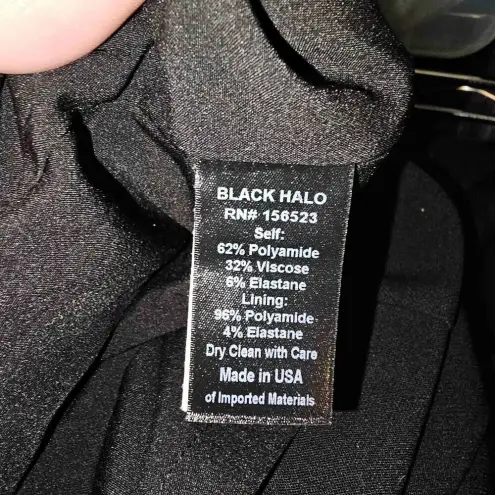 BLACK HALO
RN# 156523
Self:
62% Polyamide
32% Viscose
6% Elastane
Lining:
96% Polyamide
4% Elastane
Dry Clean with Care
Made in USA
of Imported Materials